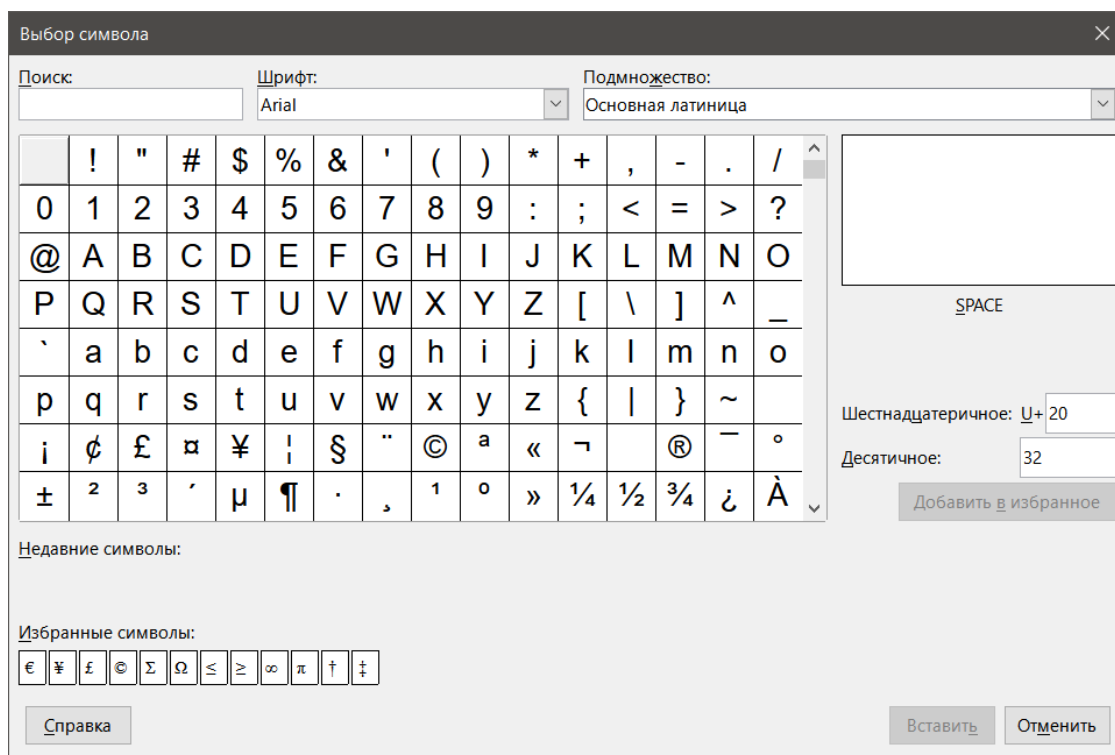 Выбор символа
Поиск:
Шрифт:
Подмножество:
Arial
Основная латиница
! " # $ % & ' ( ) * + , - . /
0 1 2 3 4 5 6 7 8 9 : ; < = > ?
@ A B C D E F G H I J K L M N O
P Q R S T U V W X Y Z [ \ ] ^ _
` a b c d e f g h i j k l m n o
p q r s t u v w x y z { | } ~
¡ ¢ £ ¤ ¥ ¦ § ¨ © ª « ¬ ® ¯ °
± ² ³ ´ µ ¶ · ¸ ¹ º » ¼ ½ ¾ ¿ À
SPACE
Шестнадцатеричное: U+ 20
Десятичное: 32
Добавить в избранное
Недавние символы:
Избранные символы:
€ ¥ £ © Σ Ω ≤ ≥ ∞ π † ‡
Справка
Вставить
Отменить